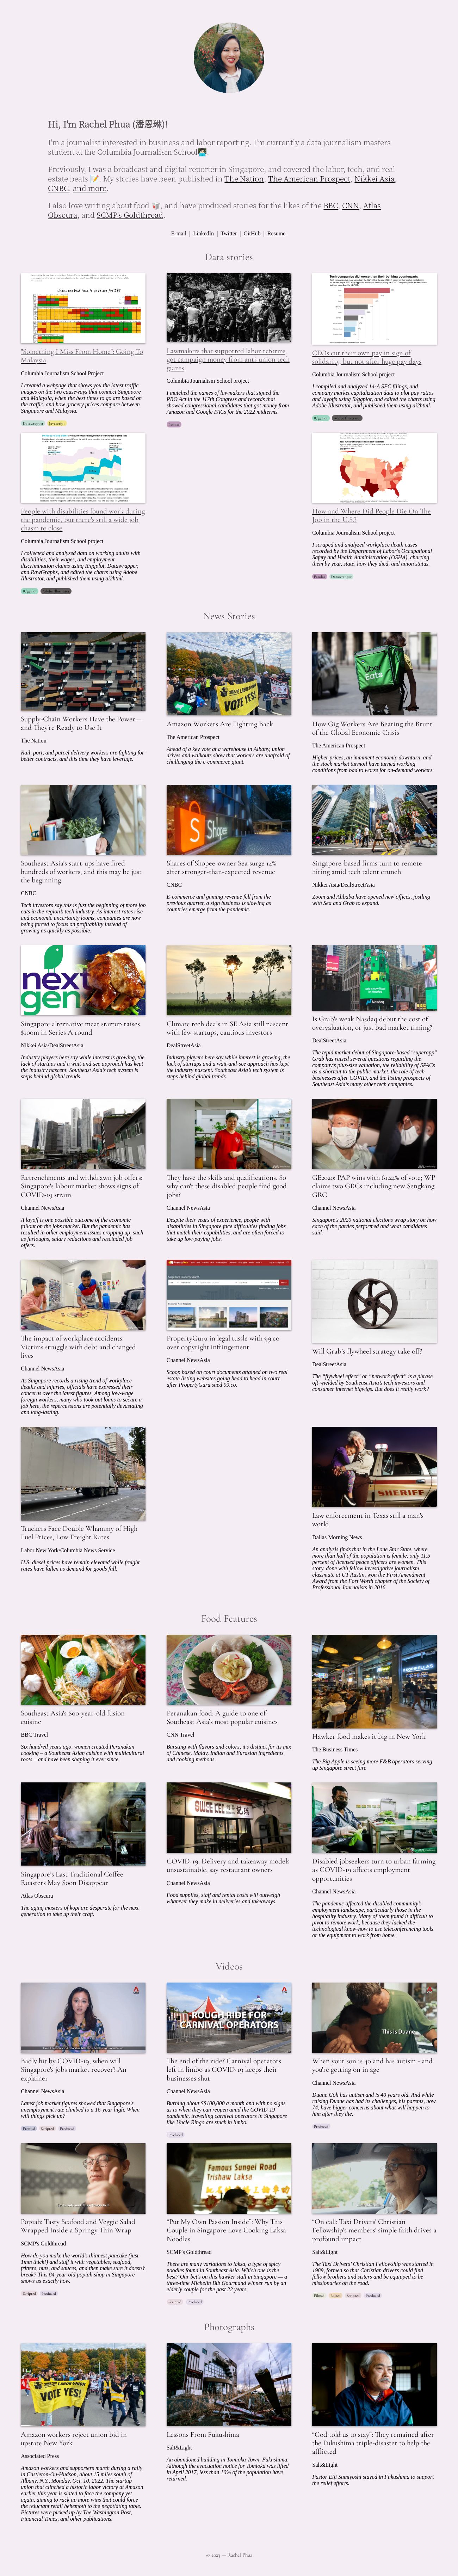 Hi, I'm Rachel Phua (潘恩琳)!
I'm a journalist interested in business and labor reporting. I'm currently a data journalism masters
student at the Columbia Journalism School
Previously, I was a broadcast and digital reporter in Singapore, and covered the labor, tech, and real
estate beats 📝. My stories have been published in The Nation, The American Prospect, Nikkei Asia,
CNBC, and more.
I also love writing about food 🥡, and have produced stories for the likes of the BBC, CNN, Atlas
Obscura, and SCMP's Goldthread.
E-mail | LinkedIn | Twitter | GitHub | Resume
Data stories
"Something I Miss From Home": Going To
Malaysia
Columbia Journalism School Project
I created a webpage that shows you the latest traffic
images on the two causeways that connect Singapore
and Malaysia, when the best times to go are based on
the traffic, and how grocery prices compare between
Singapore and Malaysia.
Datawrapper Javascript
Lawmakers that supported labor reforms
got campaign money from anti-union tech
giants
Columbia Journalism School project
I matched the names of lawmakers that signed the
PRO Act in the 117th Congress and records that
showed congressional candidates who got money from
Amazon and Google PACs for the 2022 midterms.
Pandas
Tech companies did worse than their working counterparts
CEOs cut their own pay in sign of
solidarity, but not after huge pay days
Columbia Journalism School project
I compiled and analyzed 14-A SEC filings, and
company market capitalization data to plot pay ratios
and layoffs using R/ggplot, and edited the charts using
Adobe Illustrator, and published them using ai2html.
R/ggplot Adobe Illustrator
People with disabilities found work during
the pandemic, but there's still a wide job
chasm to close
Columbia Journalism School project
I collected and analyzed data on working adults with
disabilities, their wages, and employment
discrimination claims using R/ggplot, Datawrapper,
and RawGraphs, and edited the charts using Adobe
Illustrator, and published them using ai2html.
R/ggplot Adobe Illustrator
How and Where Did People Die On The
Job in the U.S.?
Columbia Journalism School project
I scraped and analyzed workplace death cases
recorded by the Department of Labor's Occupational
Safety and Health Administration (OSHA), charting
them by year, state, how they died, and union status.
Pandas Datawrapper
News Stories
Supply-Chain Workers Have the Power—
and They're Ready to Use It
The Nation
Rail, port, and parcel delivery workers are fighting for
better contracts, and this time they have leverage.
VOTE YES!
Amazon Workers Are Fighting Back
The American Prospect
Ahead of a key vote at a warehouse in Albany, union
drives and walkouts show that workers are unafraid of
challenging the e-commerce giant.
Uber
Eats
How Gig Workers Are Bearing the Brunt
of the Global Economic Crisis
The American Prospect
Higher prices, an imminent economic downturn, and
the stock market turmoil have turned working
conditions from bad to worse for on-demand workers.
Southeast Asia's start-ups have fired
hundreds of workers, and this may be just
the beginning
CNBC
Tech investors say this is just the beginning of more job
cuts in the region's tech industry. As interest rates rise
and economic uncertainty looms, companies are now
being forced to focus on profitability instead of
growing as quickly as possible.
Shares of Shopee-owner Sea surge 14%
after stronger-than-expected revenue
CNBC
E-commerce and gaming revenue fell from the
previous quarter, a sign business is slowing as
countries emerge from the pandemic.
Singapore-based firms turn to remote
hiring amid tech talent crunch
Nikkei Asia/DealStreetAsia
Zoom and Alibaba have opened new offices, jostling
with Sea and Grab to expand.
next
gen
Singapore alternative meat startup raises
$100m in Series A round
Nikkei Asia/DealStreetAsia
Industry players here say while interest is growing, the
lack of startups and a wait-and-see approach has kept
the industry nascent. Southeast Asia's tech system is
steps behind global trends.
Climate tech deals in SE Asia still nascent
with few startups, cautious investors
DealStreetAsia
Industry players here say while interest is growing, the
lack of startups and a wait-and-see approach has kept
the industry nascent. Southeast Asia's tech system is
steps behind global trends.
Is Grab's weak Nasdaq debut the cost of
overvaluation, or just bad market timing?
DealStreetAsia
The tepid market debut of Singapore-based "superapp"
Grab has raised several questions regarding the
company's plus-size valuation, the reliability of SPACs
as a shortcut to the public market, the role of tech
businesses after COVID, and the listing prospects of
Southeast Asia's many other tech companies.
Retrenchments and withdrawn job offers:
Singapore's labour market shows signs of
COVID-19 strain
Channel NewsAsia
A layoff is one possible outcome of the economic
fallout on the jobs market. But the pandemic has
resulted in other employment issues cropping up, such
as furloughs, salary reductions and rescinded job
offers.
They have the skills and qualifications. So
why can't these disabled people find good
jobs?
Channel NewsAsia
Despite their years of experience, people with
disabilities in Singapore face difficulties finding jobs
that match their capabilities, and are often forced to
take up low-paying jobs.
GE2020: PAP wins with 61.24% of vote; WP
claims two GRCs including new Sengkang
GRC
Channel NewsAsia
Singapore's 2020 national elections wrap story on how
each of the parties performed and what candidates
said.
The impact of workplace accidents:
Victims struggle with debt and changed
lives
Channel NewsAsia
As Singapore records a rising trend of workplace
deaths and injuries, officials have expressed their
concerns over the latest figures. Among low-wage
foreign workers, many who took out loans to secure a
job here, the repercussions are potentially devastating
and long-lasting.
PropertyGuru in legal tussle with 99.co
over copyright infringement
Channel NewsAsia
Scoop based on court documents attained on two real
estate listing websites going head to head in court
after PropertyGuru sued 99.co.
Will Grab's flywheel strategy take off?
DealStreetAsia
The "flywheel effect" or "network effect" is a phrase
oft-wielded by Southeast Asia's tech investors and
consumer internet bigwigs. But does it really work?
Truckers Face Double Whammy of High
Fuel Prices, Low Freight Rates
Labor New York/Columbia News Service
U.S. diesel prices have remain elevated while freight
rates have fallen as demand for goods fall.
SHERIFF
Law enforcement in Texas still a man's
world
Dallas Morning News
An analysis finds that in the Lone Star State, where
more than half of the population is female, only 11.5
percent of licensed peace officers are women. This
story, done with fellow investigative journalism
classmate at UT Austin, won the First Amendment
Award from the Fort Worth chapter of the Society of
Professional Journalists in 2016.
Food Features
Southeast Asia's 600-year-old fusion
cuisine
BBC Travel
Six hundred years ago, women created Peranakan
cooking – a Southeast Asian cuisine with multicultural
roots – and have been shaping it ever since.
Peranakan food: A guide to one of
Southeast Asia's most popular cuisines
CNN Travel
Bursting with flavors and colors, it's distinct for its mix
of Chinese, Malay, Indian and Eurasian ingredients
and cooking methods.
Hawker food makes it big in New York
The Business Times
The Big Apple is seeing more F&B operators serving
up Singapore street fare
Singapore's Last Traditional Coffee
Roasters May Soon Disappear
Atlas Obscura
The aging masters of kopi are desperate for the next
generation to take up their craft.
COVID-19: Delivery and takeaway models
unsustainable, say restaurant owners
Channel NewsAsia
Food supplies, staff and rental costs will outweigh
whatever they make in deliveries and takeaways.
Disabled jobseekers turn to urban farming
as COVID-19 affects employment
opportunities
Channel NewsAsia
The pandemic affected the disabled community's
employment landscape, particularly those in the
hospitality industry. Many of them found it difficult to
pivot to remote work, because they lacked the
technological know-how to use teleconferencing tools
or the equipment to work from home.
Videos
Badly hit by COVID-19, when will
Singapore's jobs market recover? An
explainer
Channel NewsAsia
Latest job market figures showed that Singapore's
unemployment rate climbed to a 16-year high. When
will things pick up?
Fronted Scripted Produced
ROUGH RIDE FOR
CARNIVAL OPERATORS
The end of the ride? Carnival operators
left in limbo as COVID-19 keeps their
businesses shut
Channel NewsAsia
Burning about S$100,000 a month and with no signs
as to when they can reopen amid the COVID-19
pandemic, travelling carnival operators in Singapore
like Uncle Ringo are stuck in limbo.
Produced
This is Duane
When your son is 40 and has autism - and
you're getting on in age
Channel NewsAsia
Duane Goh has autism and is 40 years old. And while
raising Duane has had its challenges, his parents, now
74, have bigger concerns about what will happen to
him after they die.
Produced
Popiah: Tasty Seafood and Veggie Salad
Wrapped Inside a Springy Thin Wrap
SCMP's Goldthread
How do you make the world's thinnest pancake (just
1mm thick!) and stuff it with vegetables, seafood,
fritters, nuts, and sauces, and then make sure it doesn't
break? This 84-year-old popiah shop in Singapore
shows us exactly how.
Scripted Produced
Famous Sungei Road
Trishaw Laksa
"Put My Own Passion Inside": Why This
Couple in Singapore Love Cooking Laksa
Noodles
SCMP's Goldthread
There are many variations to laksa, a type of spicy
noodles found in Southeast Asia. Which one is the
best? Our bet's on this hawker stall in Singapore — a
three-time Michelin Bib Gourmand winner run by an
elderly couple for the past 22 years.
Scripted Produced
"On call: Taxi Drivers' Christian
Fellowship's members' simple faith drives a
profound impact
Salt&Light
The Taxi Drivers' Christian Fellowship was started in
1989, formed so that Christian drivers could find
fellow brothers and sisters and be equipped to be
missionaries on the road.
Filmed Edited Scripted Produced
Photographs
VOTE YES!
Amazon workers reject union bid in
upstate New York
Associated Press
Amazon workers and supporters march during a rally
in Castleton-On-Hudson, about 15 miles south of
Albany, N.Y., Monday, Oct. 10, 2022. The startup
union that clinched a historic labor victory at Amazon
earlier this year is slated to face the company yet
again, aiming to rack up more wins that could force
the reluctant retail behemoth to the negotiating table.
Pictures were picked up by The Washington Post,
Financial Times, and other publications.
Lessons From Fukushima
Salt&Light
An abandoned building in Tomioka Town, Fukushima.
Although the evacuation notice for Tomioka was lifted
in April 2017, less than 10% of the population have
returned.
"God told us to stay": They remained after
the Fukushima triple-disaster to help the
afflicted
Salt&Light
Pastor Eiji Sumiyoshi stayed in Fukushima to support
the relief efforts.
© 2023 — Rachel Phua